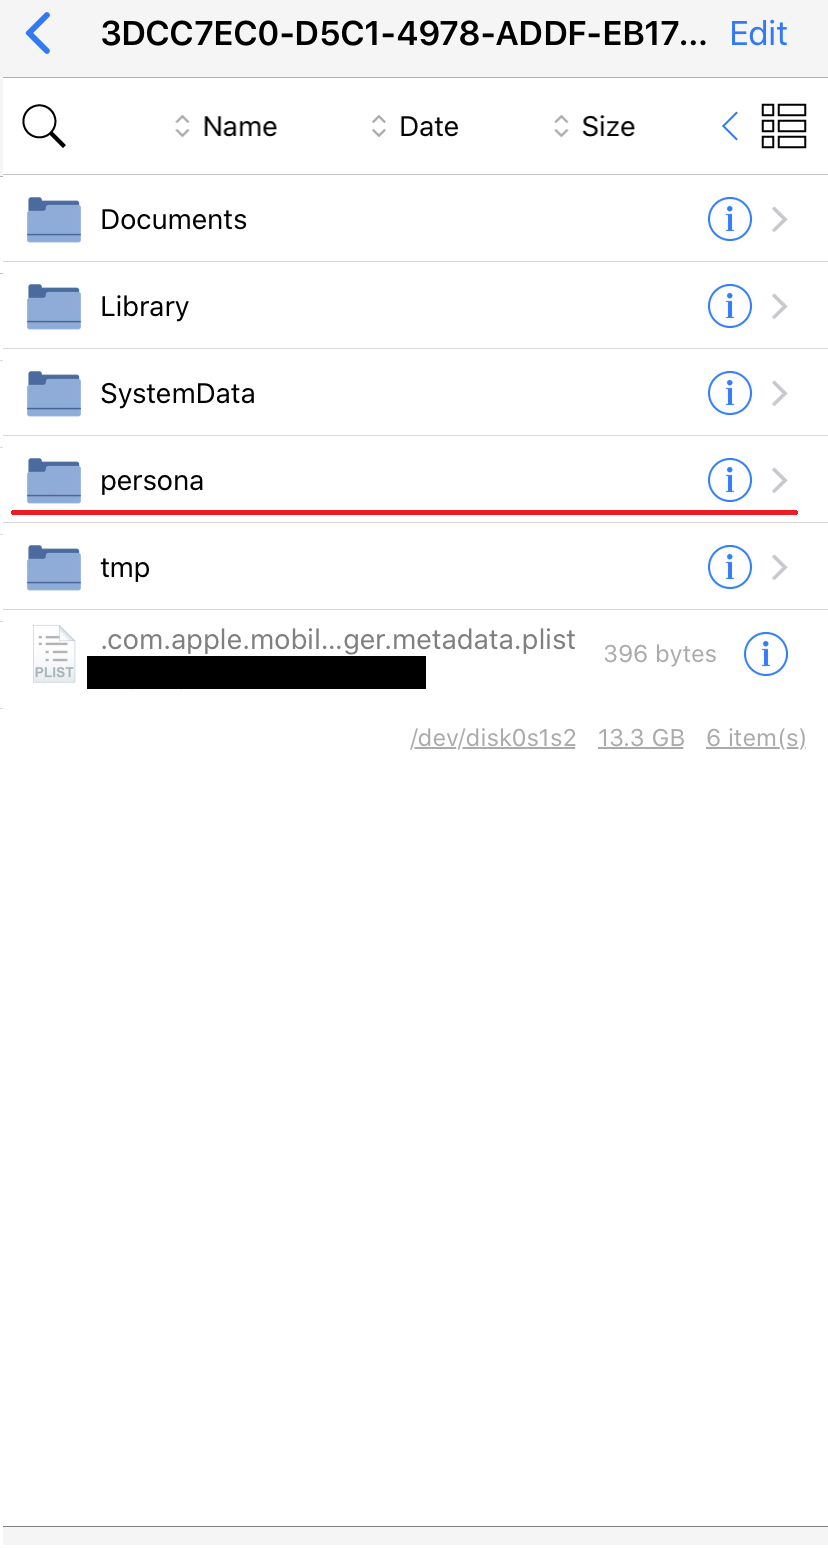 3DCC7EC0-D5C1-4978-ADDF-EB17... Edit
Name Date Size
Documents
Library
SystemData
persona
tmp
.com.apple.mobil...ger.metadata.plist 396 bytes
PLIST
/dev/disk0s1s2 13.3 GB 6 item(s)